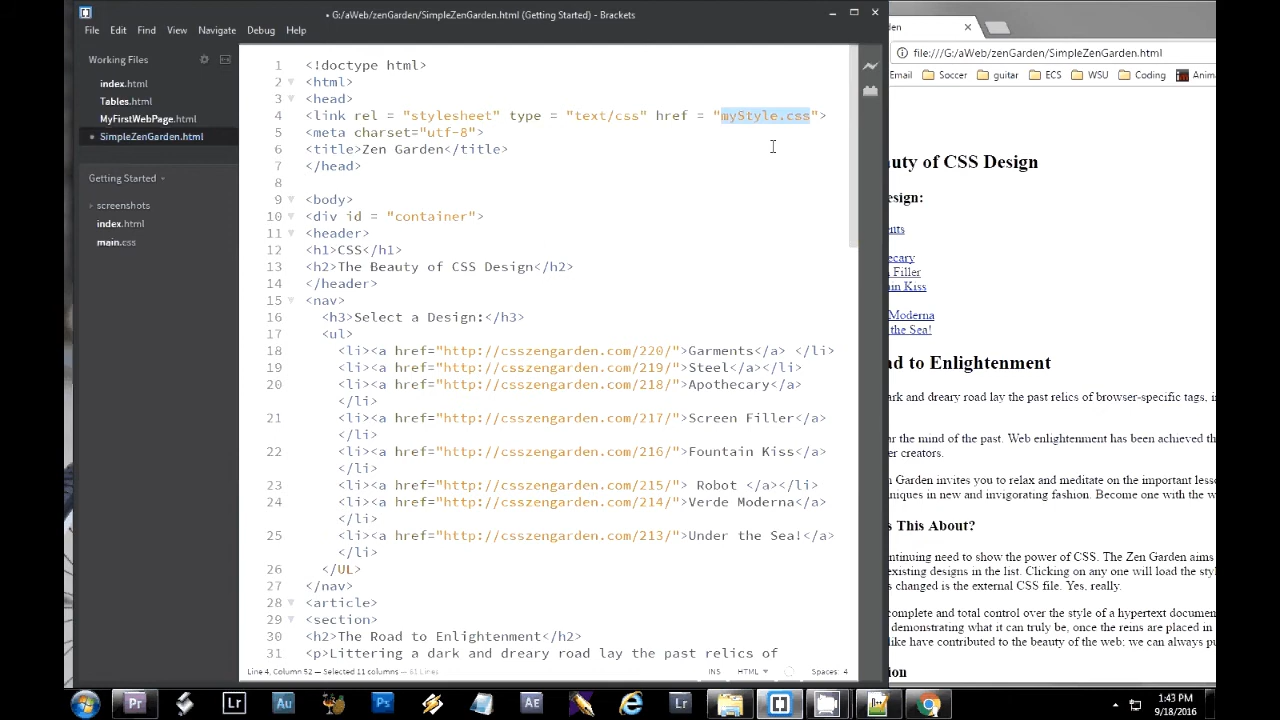 • G:/aWeb/zenGarden/SimpleZenGarden.html (Getting Started) - Brackets
File Edit Find View Navigate Debug Help
Working Files
index.html
Tables.html
MyFirstWebPage.html
• SimpleZenGarden.html
Getting Started
screenshots
index.html
main.css
1 <!doctype html>
2 <html>
3 <head>
4 <link rel = "stylesheet" type = "text/css" href = "myStyle.css">
5 <meta charset="utf-8">
6 <title>Zen Garden</title>
7 </head>
8
9 <body>
10 <div id = "container">
11 <header>
12 <h1>CSS</h1>
13 <h2>The Beauty of CSS Design</h2>
14 </header>
15 <nav>
16 <h3>Select a Design:</h3>
17 <ul>
18 <li><a href="http://csszengarden.com/220/">Garments</a> </li>
19 <li><a href="http://csszengarden.com/219/">Steel</a></li>
20 <li><a href="http://csszengarden.com/218/">Apothecary</a>
</li>
21 <li><a href="http://csszengarden.com/217/">Screen Filler</a>
</li>
22 <li><a href="http://csszengarden.com/216/">Fountain Kiss</a>
</li>
23 <li><a href="http://csszengarden.com/215/"> Robot </a></li>
24 <li><a href="http://csszengarden.com/214/">Verde Moderna</a>
</li>
25 <li><a href="http://csszengarden.com/213/">Under the Sea!</a>
</li>
26 </UL>
27 </nav>
28 <article>
29 <section>
30 <h2>The Road to Enlightenment</h2>
31 <p>Littering a dark and dreary road lay the past relics of
Line 4, Column 52 — Selected 11 columns — 61 Lines
INS HTML Spaces: 4
den
file:///G:/aWeb/zenGarden/SimpleZenGarden.html
Email Soccer guitar ECS WSU Coding Anima
auty of CSS Design
esign:
ents
hecary
n Filler
ain Kiss
Moderna
the Sea!
ad to Enlightenment
ark and dreary road lay the past relics of browser-specific tags, i
ar the mind of the past. Web enlightenment has been achieved th
er creators.
n Garden invites you to relax and meditate on the important lesso
niques in new and invigorating fashion. Become one with the w
s This About?
ntinuing need to show the power of CSS. The Zen Garden aims
existing designs in the list. Clicking on any one will load the sty
s changed is the external CSS file. Yes, really.
complete and total control over the style of a hypertext documen
demonstrating what it can truly be, once the reins are placed in
like have contributed to the beauty of the web; we can always pu
ion
Pr Lr Au Ps AE Lr
1:43 PM
9/18/2016